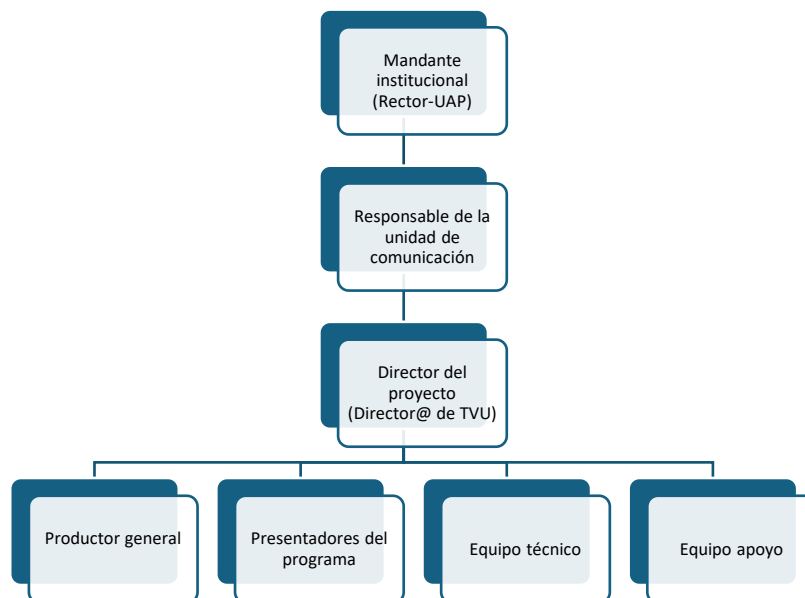 Mandante
institucional
(Rector-UAP)
Responsable de la
unidad de
comunicación
Director del
proyecto
(Director@ de TVU)
Productor general
Presentadores del
programa
Equipo técnico
Equipo apoyo